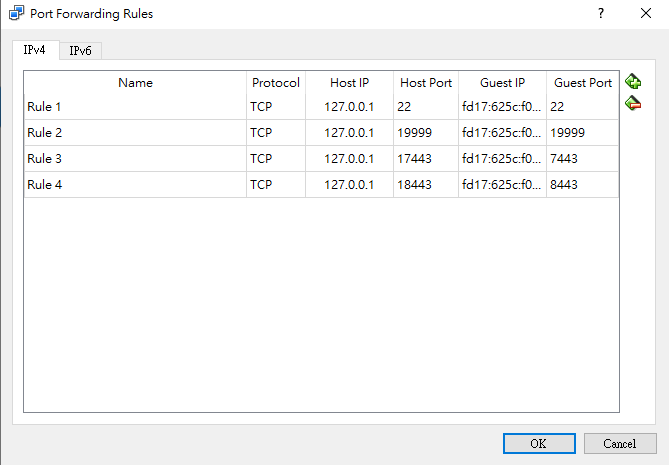 Port Forwarding Rules
IPv4 IPv6
Name Protocol Host IP Host Port Guest IP Guest Port
Rule 1 TCP 127.0.0.1 22 fd17:625c:f0... 22
Rule 2 TCP 127.0.0.1 19999 fd17:625c:f0... 19999
Rule 3 TCP 127.0.0.1 17443 fd17:625c:f0... 7443
Rule 4 TCP 127.0.0.1 18443 fd17:625c:f0... 8443
OK Cancel